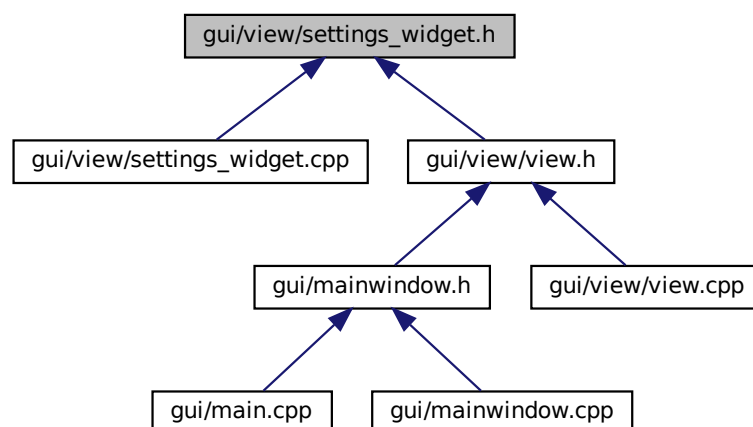 gui/view/settings_widget.h
gui/view/settings_widget.cpp
gui/view/view.h
gui/mainwindow.h
gui/view/view.cpp
gui/main.cpp
gui/mainwindow.cpp